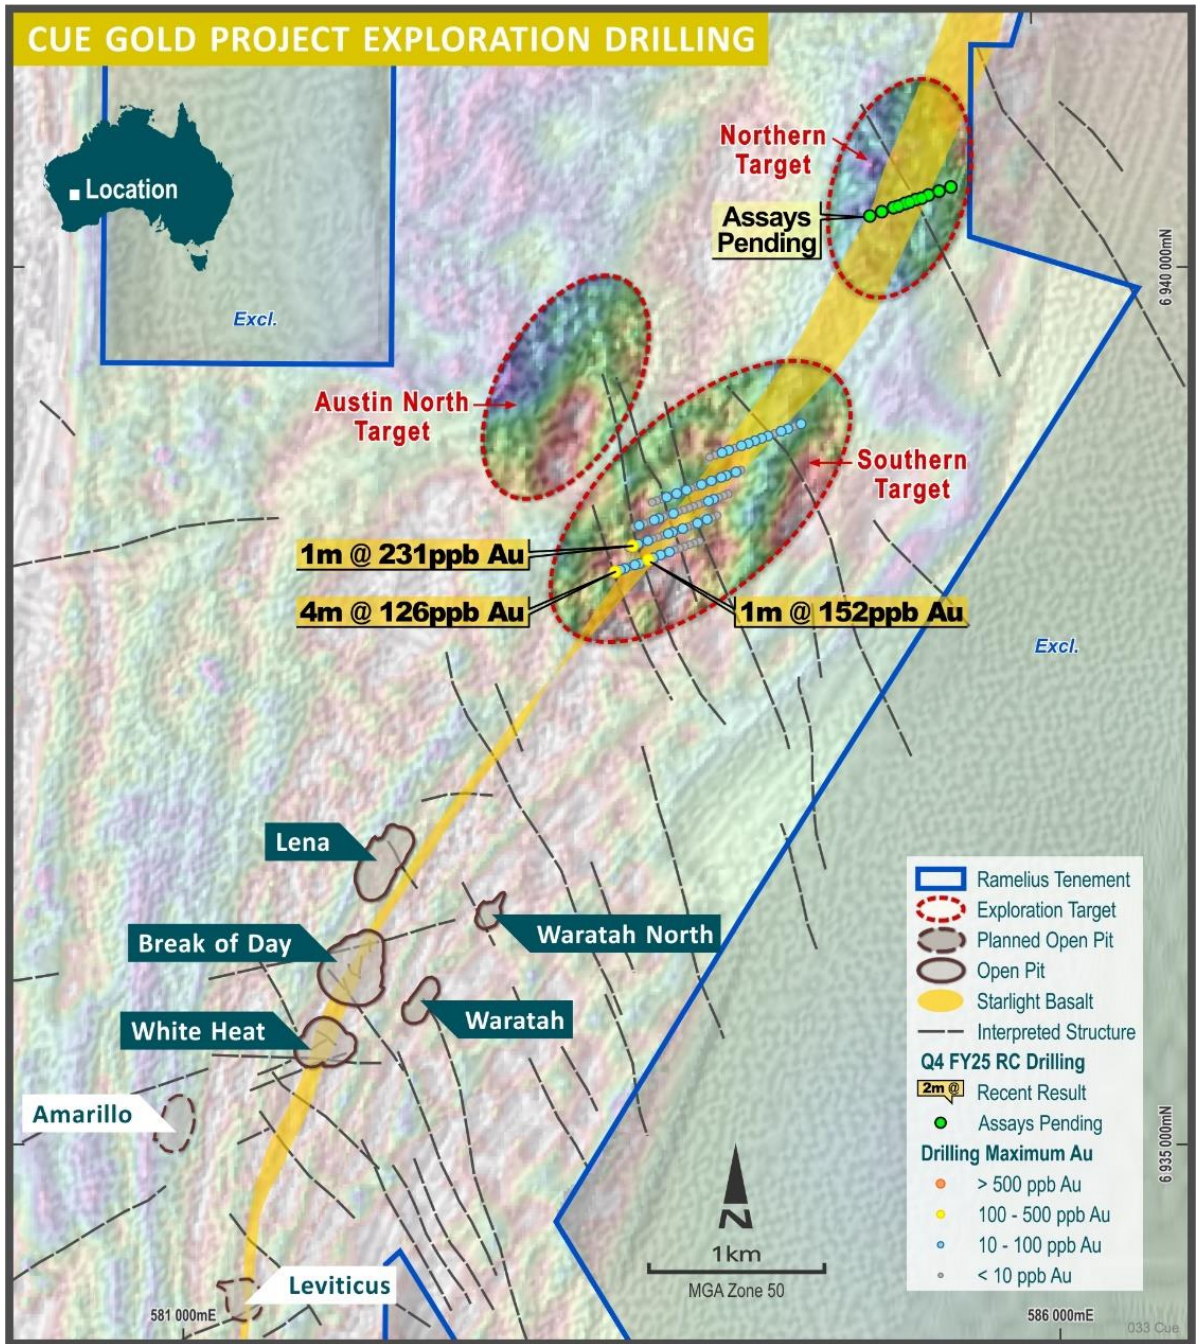 CUE GOLD PROJECT EXPLORATION DRILLING
Location
Excl.
Northern
Target
Assays
Pending
6 940 000mN
Austin North
Target
Southern
Target
1m @ 231ppb Au
4m @ 126ppb Au
1m @ 152ppb Au
Excl.
Lena
Waratah North
Break of Day
Waratah
White Heat
Amarillo
Leviticus
Ramelius Tenement
Exploration Target
Planned Open Pit
Open Pit
Starlight Basalt
Interpreted Structure
Q4 FY25 RC Drilling
2m @
Recent Result
Assays Pending
Drilling Maximum Au
> 500 ppb Au
100 - 500 ppb Au
10 - 100 ppb Au
< 10 ppb Au
6 935 000mN
N
1km
MGA Zone 50
581 000mE
586 000mE
033 Cue